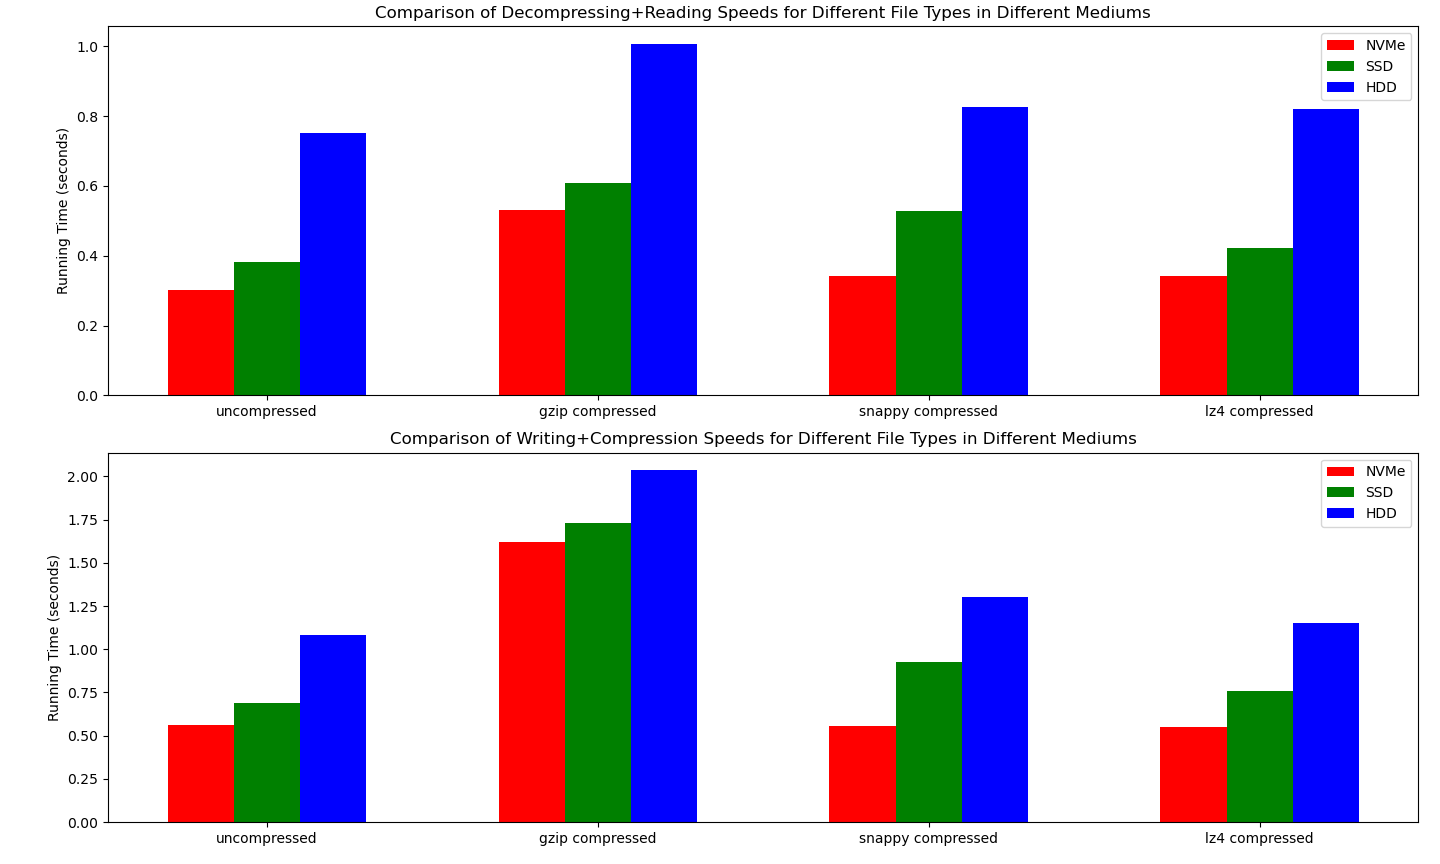 Comparison of Decompressing+Reading Speeds for Different File Types in Different Mediums
Running Time (seconds)
1.0
0.8
0.6
0.4
0.2
0.0
NVMe
SSD
HDD
uncompressed
gzip compressed
snappy compressed
lz4 compressed
Comparison of Writing+Compression Speeds for Different File Types in Different Mediums
Running Time (seconds)
2.00
1.75
1.50
1.25
1.00
0.75
0.50
0.25
0.00
NVMe
SSD
HDD
uncompressed
gzip compressed
snappy compressed
lz4 compressed